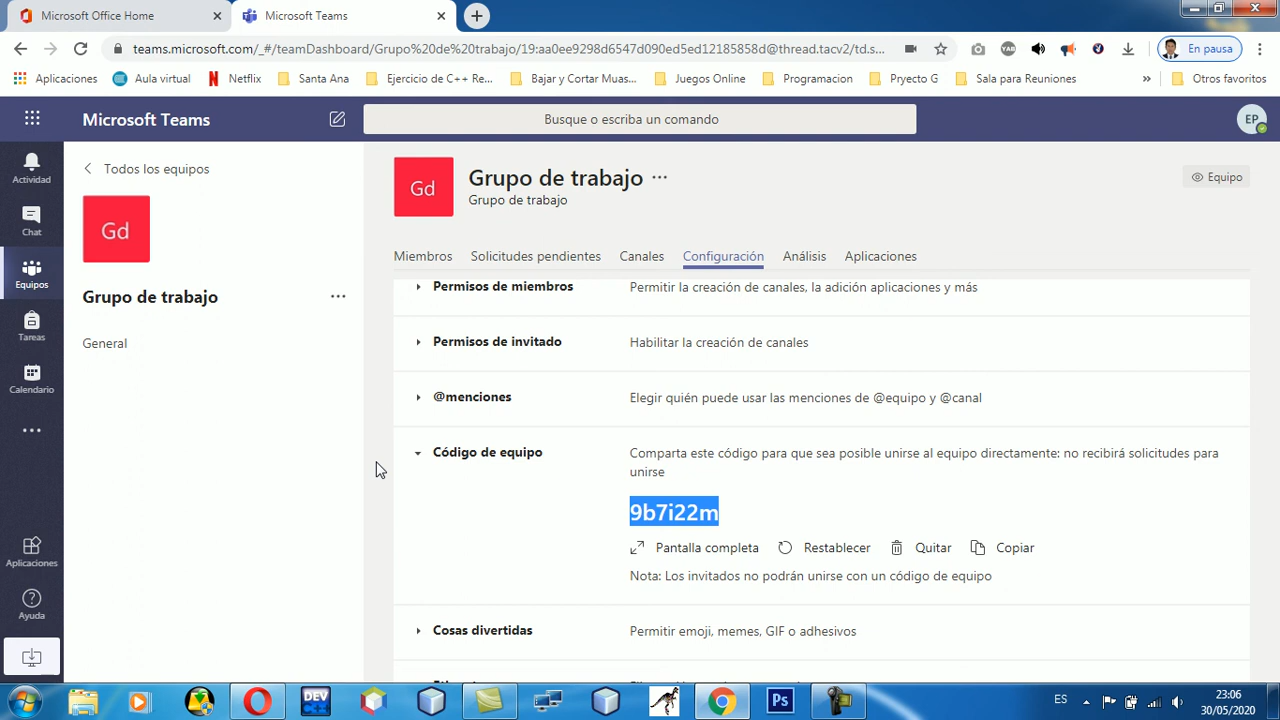 Microsoft Office Home
Microsoft Teams
teams.microsoft.com/_#/teamDashboard/Grupo%20de%20trabajo/19:aa0ee9298d6547d090ed5ed12185858d@thread.tacv2/td.s...
YAB
En pausa
Aplicaciones
Aula virtual
Netflix
Santa Ana
Ejercicio de C++ Re...
Bajar y Cortar Muas...
Juegos Online
Programacion
Pryecto G
Sala para Reuniones
»
Otros favoritos
Microsoft Teams
Busque o escriba un comando
EP
Actividad
Chat
Equipos
Tareas
Calendario
Aplicaciones
Ayuda
Todos los equipos
Gd
Grupo de trabajo
General
Gd
Grupo de trabajo
Grupo de trabajo
Equipo
Miembros
Solicitudes pendientes
Canales
Configuración
Análisis
Aplicaciones
Permisos de miembros
Permitir la creación de canales, la adición aplicaciones y más
Permisos de invitado
Habilitar la creación de canales
@menciones
Elegir quién puede usar las menciones de @equipo y @canal
Código de equipo
Comparta este código para que sea posible unirse al equipo directamente: no recibirá solicitudes para
unirse
9b7i22m
Pantalla completa
Restablecer
Quitar
Copiar
Nota: Los invitados no podrán unirse con un código de equipo
Cosas divertidas
Permitir emoji, memes, GIF o adhesivos
DEV
C++
Ps
ES
23:06
30/05/2020